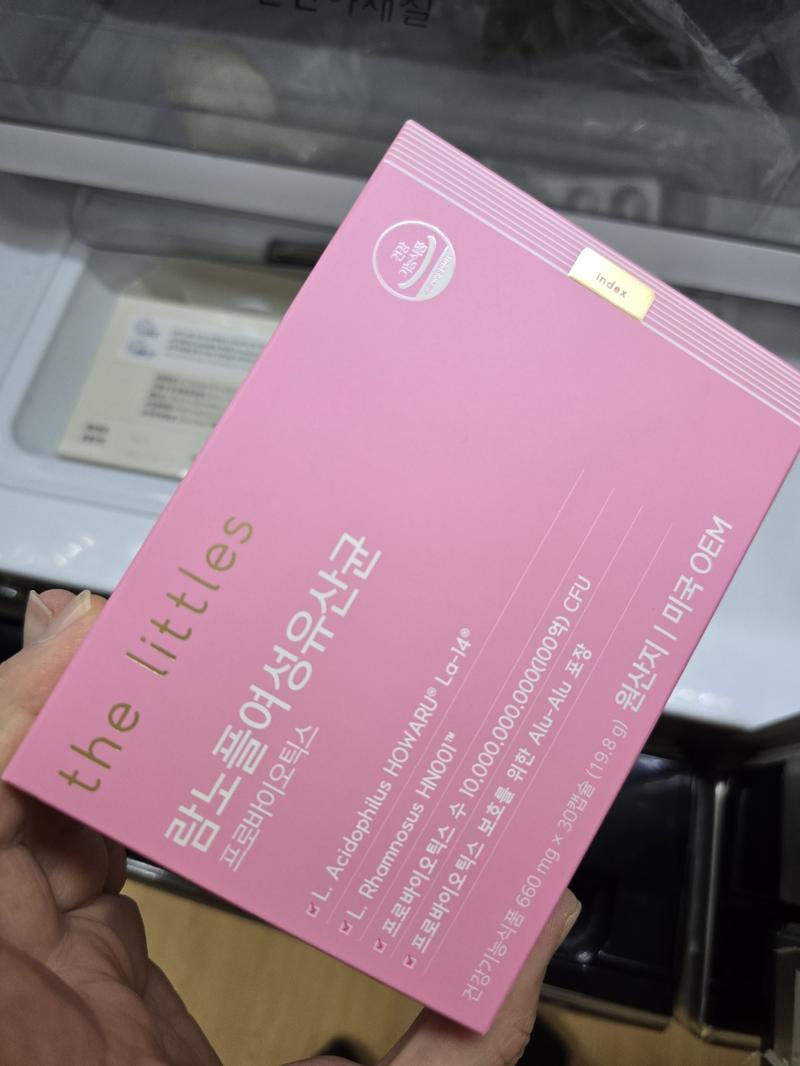 index
the littles
람노플여성유산균
프로바이오틱스
L. Acidophilus HOWARU® La-14®
L. Rhamnosus HN001™
프로바이오틱스 수 10,000,000,000(100억) CFU
프로바이오틱스 보호를 위한 Alu-Alu 포장
건강기능식품 660 mg × 30캡슐 (19.8 g)
원산지 | 미국 OEM